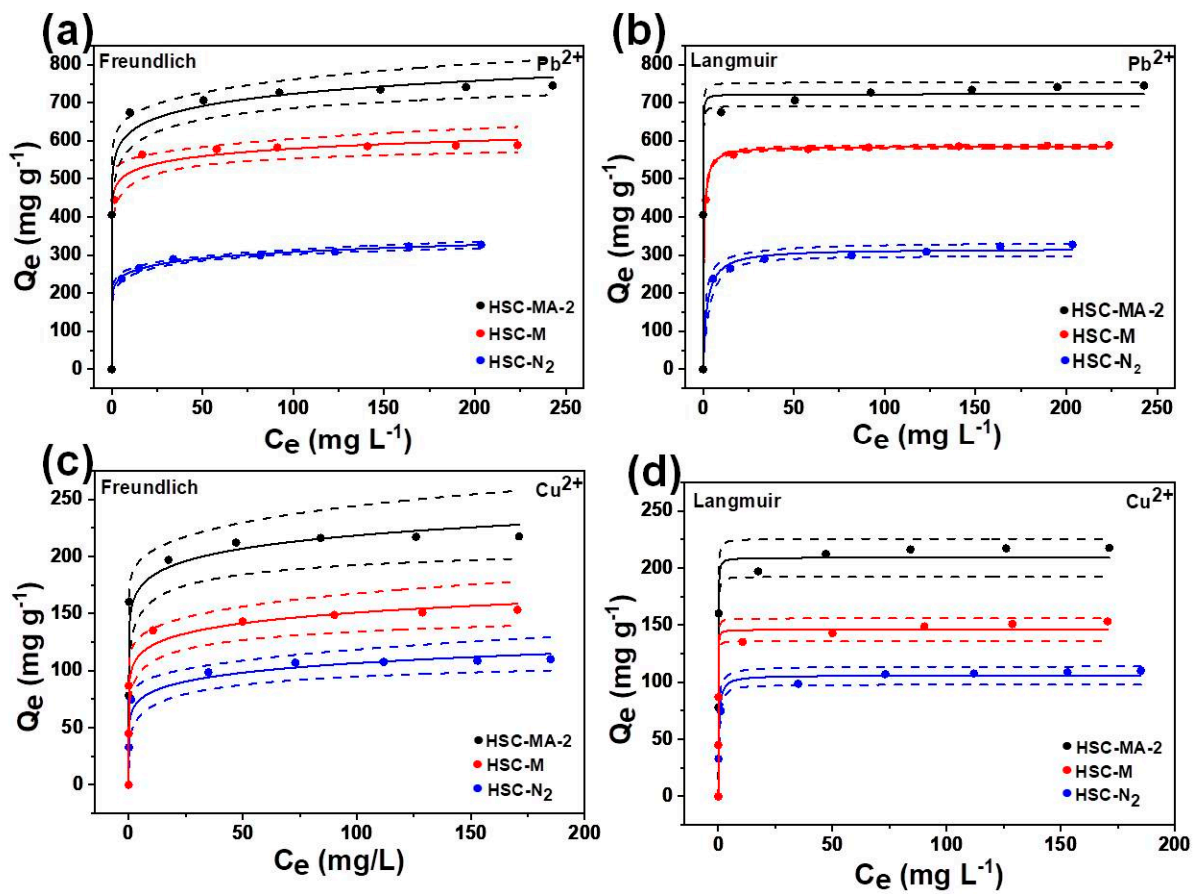 (a)
Freundlich
Pb2+
800
700
600
500
400
300
200
100
0
Qe (mg g-1)
HSC-MA-2
HSC-M
HSC-N2
0 50 100 150 200 250
Ce (mg L-1)
(b)
Langmuir
Pb2+
800
700
600
500
400
300
200
100
0
Qe (mg g-1)
HSC-MA-2
HSC-M
HSC-N2
0 50 100 150 200 250
Ce (mg L-1)
(c)
Freundlich
Cu2+
250
200
150
100
50
0
Qe (mg g-1)
HSC-MA-2
HSC-M
HSC-N2
0 50 100 150 200
Ce (mg/L)
(d)
Langmuir
Cu2+
250
200
150
100
50
0
Qe (mg g-1)
HSC-MA-2
HSC-M
HSC-N2
0 50 100 150 200
Ce (mg L-1)